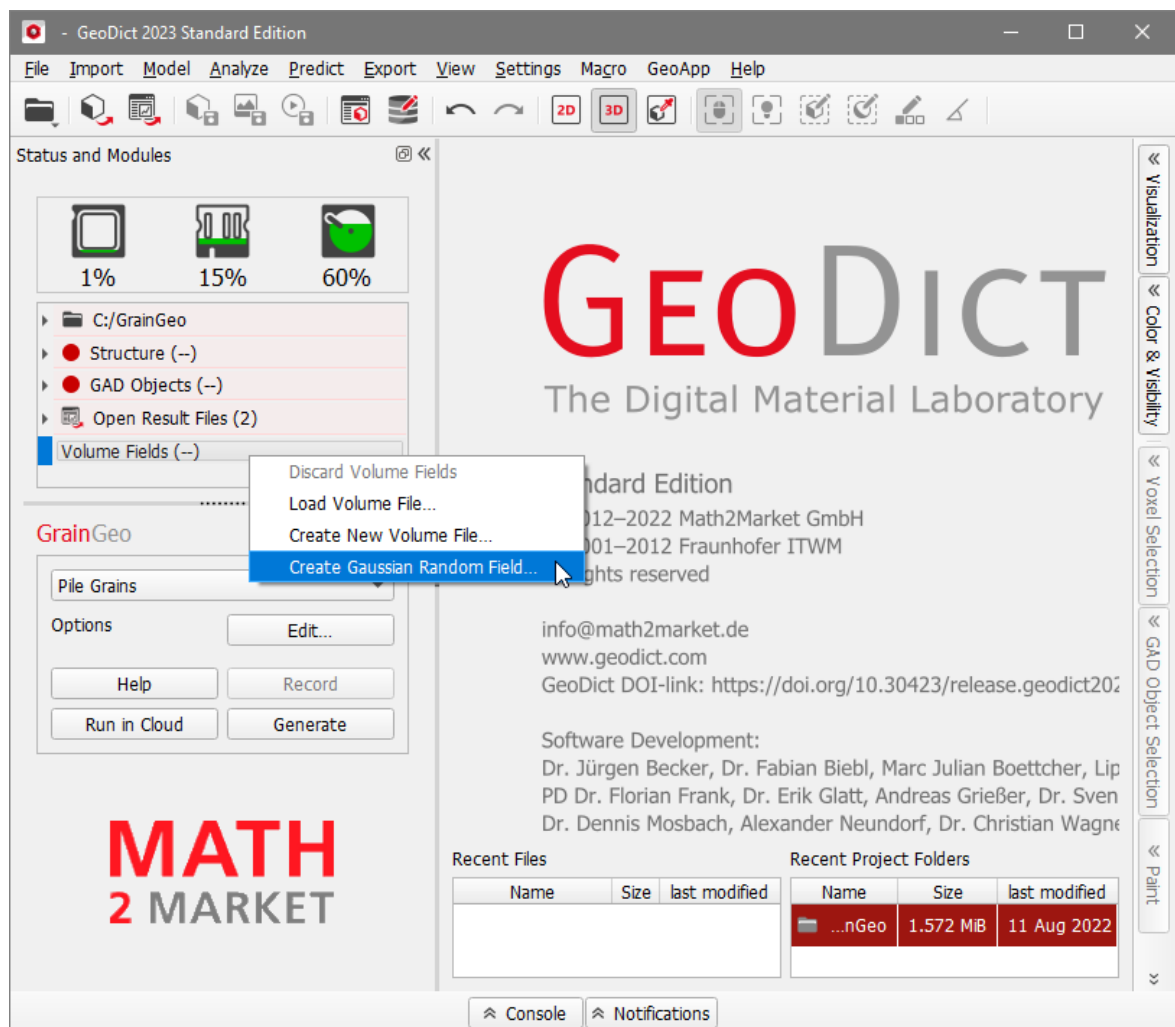 - GeoDict 2023 Standard Edition
File Import Model Analyze Predict Export View Settings Macro GeoApp Help
2D 3D
Status and Modules
1% 15% 60%
C:/GrainGeo
Structure (--)
GAD Objects (--)
Open Result Files (2)
Volume Fields (--)
Discard Volume Fields
Load Volume File...
Create New Volume File...
Create Gaussian Random Field...
GrainGeo
Pile Grains
Options Edit...
Help Record
Run in Cloud Generate
MATH
2 MARKET
GEODICT
The Digital Material Laboratory
Edition
2022 Math2Market GmbH
2012 Fraunhofer ITWM
reserved
info@math2market.de
www.geodict.com
GeoDict DOI-link: https://doi.org/10.30423/release.geodict202
Software Development:
Dr. Jürgen Becker, Dr. Fabian Biebl, Marc Julian Boettcher, Lip
PD Dr. Florian Frank, Dr. Erik Glatt, Andreas Grießer, Dr. Sven
Dr. Dennis Mosbach, Alexander Neundorf, Dr. Christian Wagne
Recent Files
Name Size last modified
Recent Project Folders
Name Size last modified
...nGeo 1.572 MiB 11 Aug 2022
Visualization
Color & Visibility
Voxel Selection
GAD Object Selection
Paint
Console Notifications